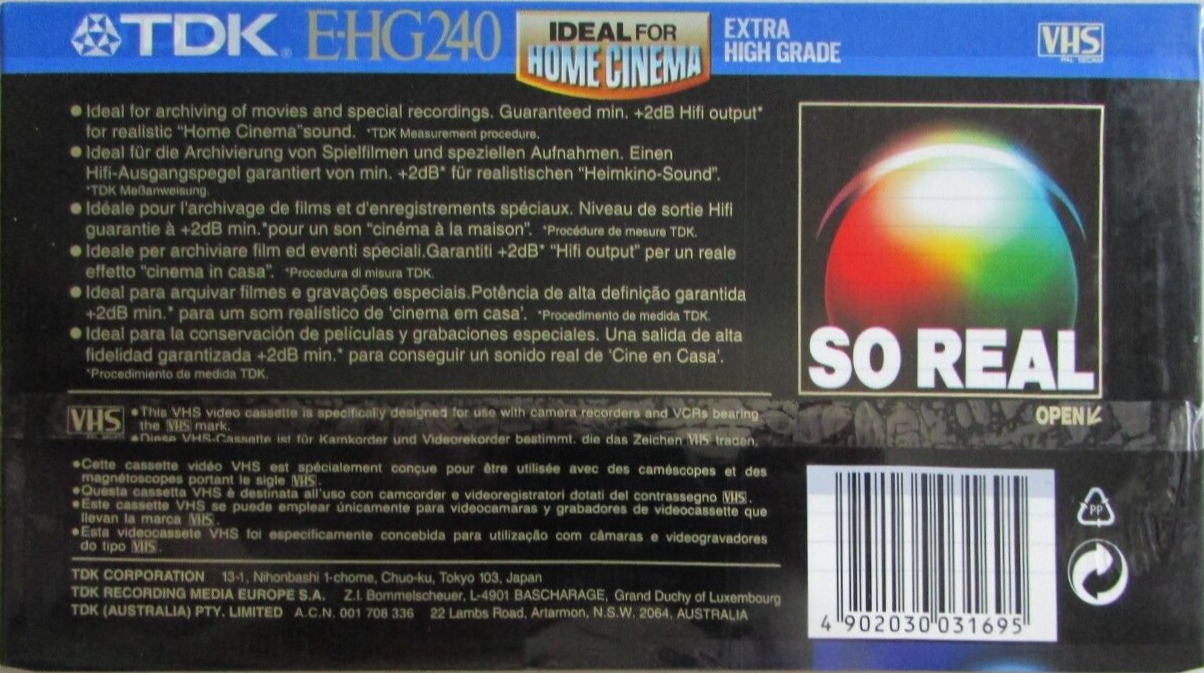 TDK® E-HG240 IDEAL FOR HOME CINEMA EXTRA HIGH GRADE VHS
PAL SECAM
● Ideal for archiving of movies and special recordings. Guaranteed min. +2dB Hifi output*
for realistic "Home Cinema"sound. *TDK Measurement procedure.
● Ideal für die Archivierung von Spielfilmen und speziellen Aufnahmen. Einen
Hifi-Ausgangspegel garantiert von min. +2dB* für realistischen "Heimkino-Sound".
*TDK Meßanweisung.
● Idéale pour l'archivage de films et d'enregistrements spéciaux. Niveau de sortie Hifi
guarantie à +2dB min.*pour un son "cinéma à la maison". *Procédure de mesure TDK.
● Ideale per archiviare film ed eventi speciali.Garantiti +2dB* "Hifi output" per un reale
effetto "cinema in casa". *Procedura di misura TDK.
● Ideal para arquivar filmes e gravações especiais.Potência de alta definição garantida
+2dB min.* para um som realístico de 'cinema em casa'. *Procedimento de medida TDK.
● Ideal para la conservación de películas y grabaciones especiales. Una salida de alta
fidelidad garantizada +2dB min.* para conseguir un sonido real de 'Cine en Casa'.
*Procedimiento de medida TDK.
SO REAL
VHS
●This VHS video cassette is specifically designed for use with camera recorders and VCRs bearing
the VHS mark.
●Diese VHS-Cassette ist für Kamkorder und Videorekorder bestimmt, die das Zeichen VHS tragen.
OPEN
●Cette cassette vidéo VHS est spécialement conçue pour être utilisée avec des caméscopes et des
magnétoscopes portant le sigle VHS.
●Questa cassetta VHS è destinata all'uso con camcorder e videoregistratori dotati del contrassegno VHS.
●Este cassette VHS se puede emplear únicamente para videocamaras y grabadores de videocassette que
llevan la marca VHS.
●Esta videocassete VHS foi especificamente concebida para utilização com câmaras e videogravadores
do tipo VHS.
TDK CORPORATION 13-1, Nihonbashi 1-chome, Chuo-ku, Tokyo 103, Japan
TDK RECORDING MEDIA EUROPE S.A. Z.I. Bommelscheuer, L-4901 BASCHARAGE, Grand Duchy of Luxembourg
TDK (AUSTRALIA) PTY. LIMITED A.C.N. 001 708 336 22 Lambs Road, Artarmon, N.S.W. 2064, AUSTRALIA
PP
4 902030 031695